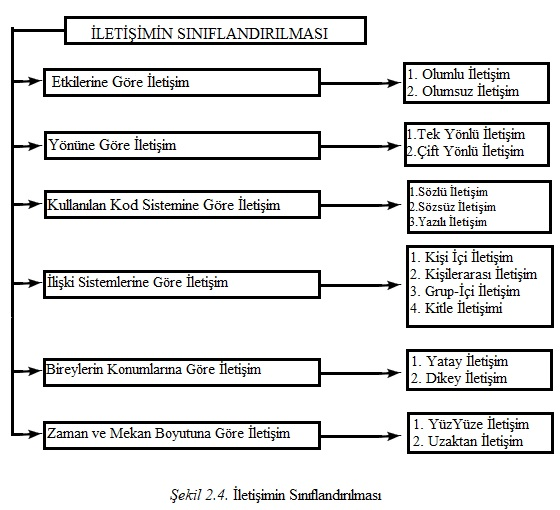 İLETİŞİMİN SINIFLANDIRILMASI
Etkilerine Göre İletişim
1. Olumlu İletişim
2. Olumsuz İletişim
Yönüne Göre İletişim
1.Tek Yönlü İletişim
2.Çift Yönlü İletişim
Kullanılan Kod Sistemine Göre İletişim
1.Sözlü İletişim
2.Sözsüz İletişim
3.Yazılı İletişim
İlişki Sistemlerine Göre İletişim
1. Kişi İçi İletişim
2. Kişilerarası İletişim
3. Grup-İçi İletişim
4. Kitle İletişimi
Bireylerin Konumlarına Göre İletişim
1. Yatay İletişim
2. Dikey İletişim
Zaman ve Mekan Boyutuna Göre İletişim
1. YüzYüze İletişim
2. Uzaktan İletişim
Şekil 2.4. İletişimin Sınıflandırılması